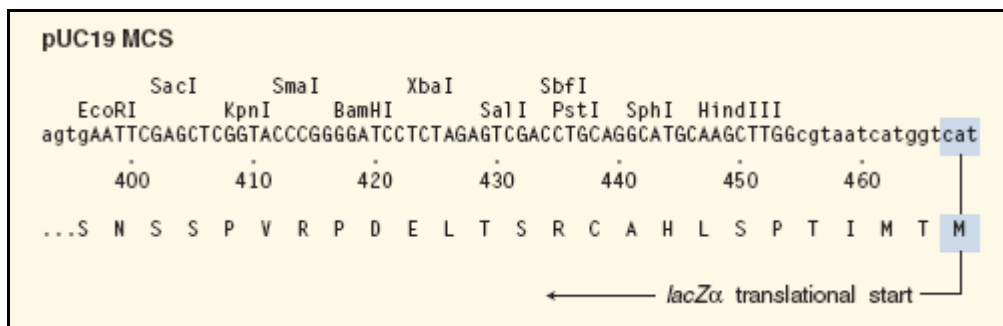 pUC19 MCS
SacI SmaI XbaI SbfI
EcoRI KpnI BamHI SalI PstI SphI HindIII
agtgAATTCGAGCTCGGTACCCGGGGATCCTCTAGAGTCGACCTGCAGGCATGCAAGCTTGGcgtaatcatggtcat
400 410 420 430 440 450 460
...S N S S P V R P D E L T S R C A H L S P T I M T M
lacZα translational start